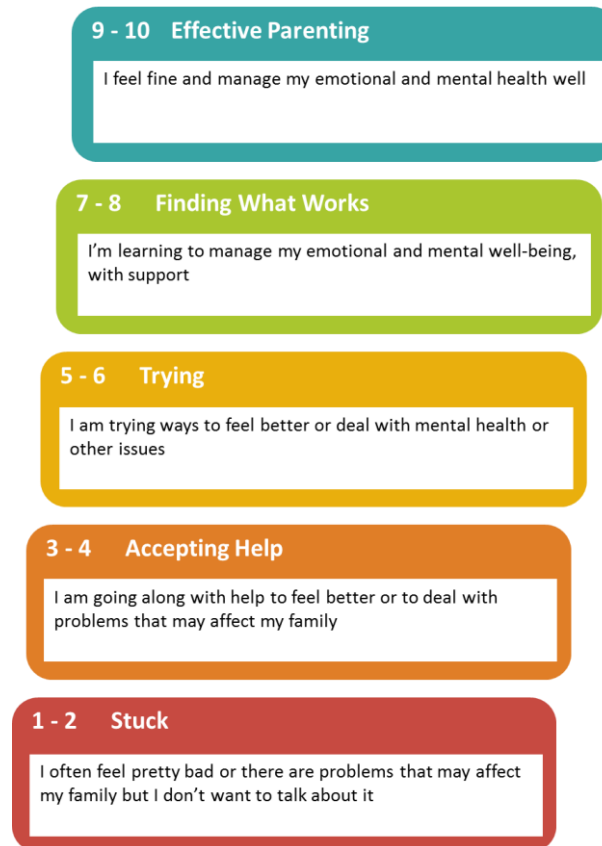 9 - 10 Effective Parenting
I feel fine and manage my emotional and mental health well
7 - 8 Finding What Works
I'm learning to manage my emotional and mental well-being,
with support
5 - 6 Trying
I am trying ways to feel better or deal with mental health or
other issues
3 - 4 Accepting Help
I am going along with help to feel better or to deal with
problems that may affect my family
1 - 2 Stuck
I often feel pretty bad or there are problems that may affect
my family but I don't want to talk about it